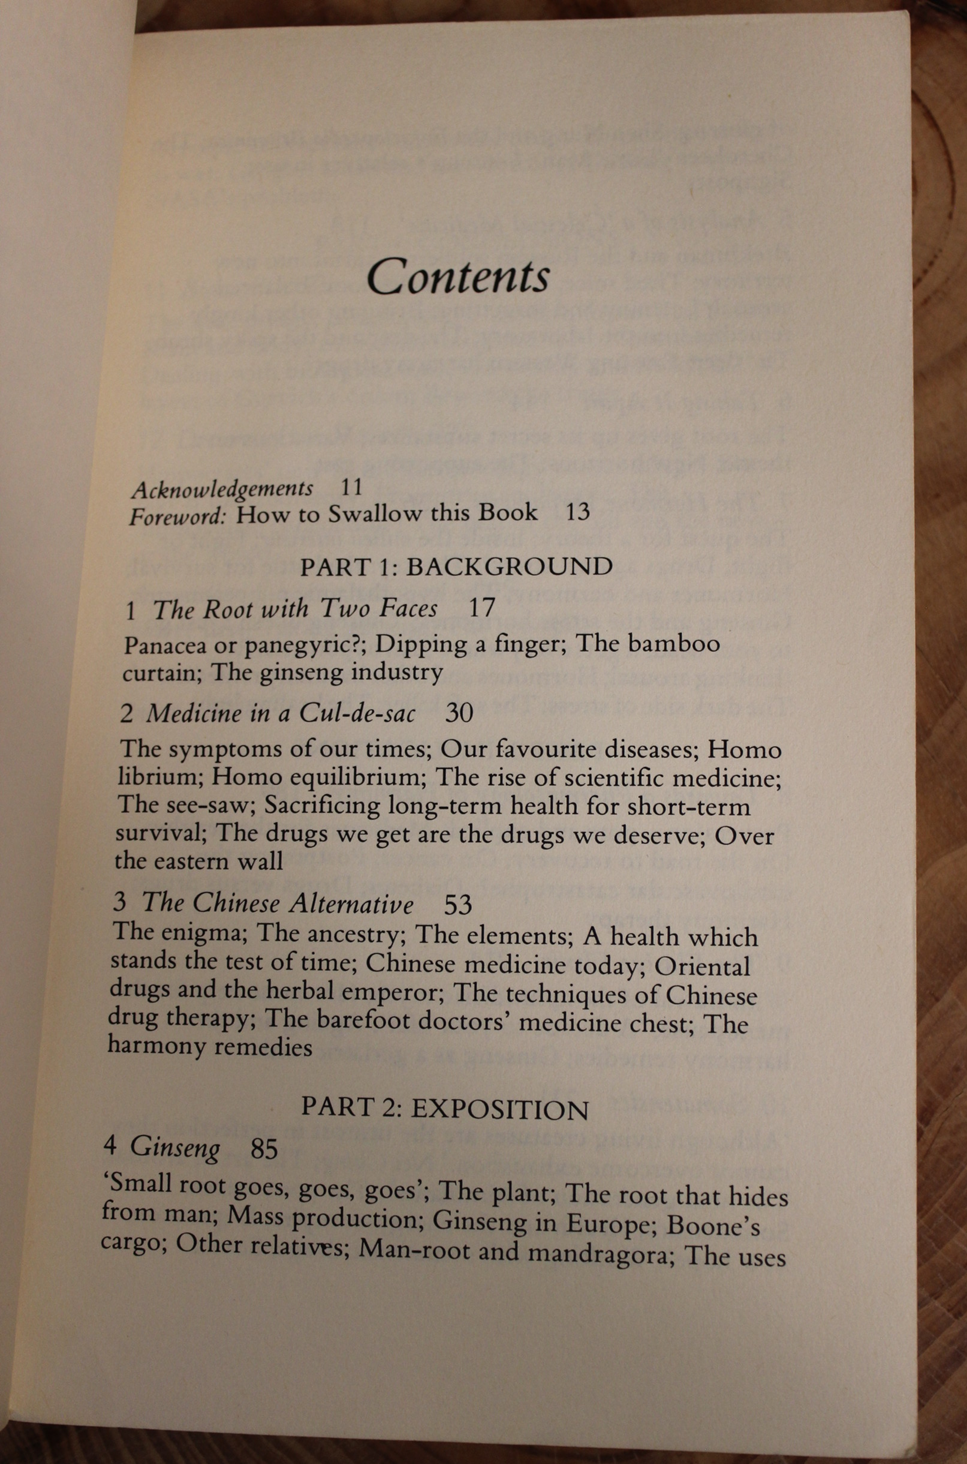 Contents
Acknowledgements 11
Foreword: How to Swallow this Book 13
PART 1: BACKGROUND
1 The Root with Two Faces 17
Panacea or panegyric?; Dipping a finger; The bamboo
curtain; The ginseng industry
2 Medicine in a Cul-de-sac 30
The symptoms of our times; Our favourite diseases; Homo
librium; Homo equilibrium; The rise of scientific medicine;
The see-saw; Sacrificing long-term health for short-term
survival; The drugs we get are the drugs we deserve; Over
the eastern wall
3 The Chinese Alternative 53
The enigma; The ancestry; The elements; A health which
stands the test of time; Chinese medicine today; Oriental
drugs and the herbal emperor; The techniques of Chinese
drug therapy; The barefoot doctors’ medicine chest; The
harmony remedies
PART 2: EXPOSITION
4 Ginseng 85
‘Small root goes, goes, goes’; The plant; The root that hides
from man; Mass production; Ginseng in Europe; Boone’s
cargo; Other relatives; Man-root and mandragora; The uses